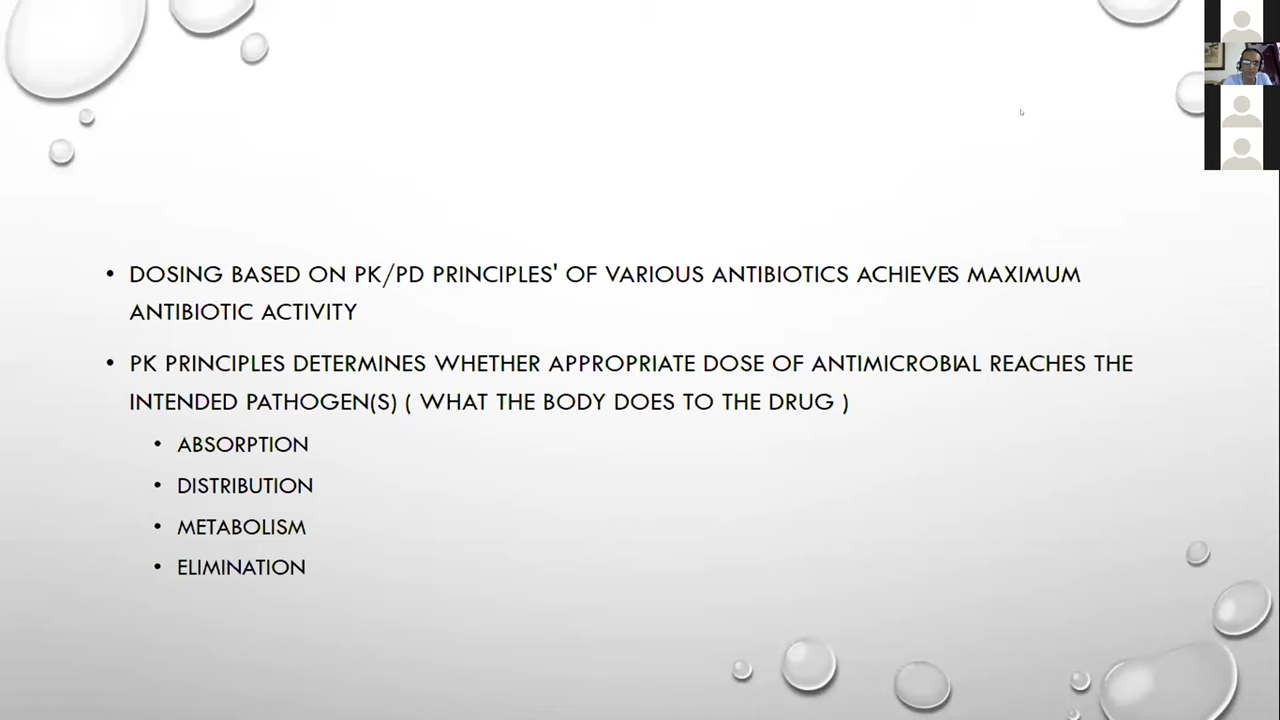 • DOSING BASED ON PK/PD PRINCIPLES' OF VARIOUS ANTIBIOTICS ACHIEVES MAXIMUM
ANTIBIOTIC ACTIVITY
• PK PRINCIPLES DETERMINES WHETHER APPROPRIATE DOSE OF ANTIMICROBIAL REACHES THE
INTENDED PATHOGEN(S) ( WHAT THE BODY DOES TO THE DRUG )
• ABSORPTION
• DISTRIBUTION
• METABOLISM
• ELIMINATION